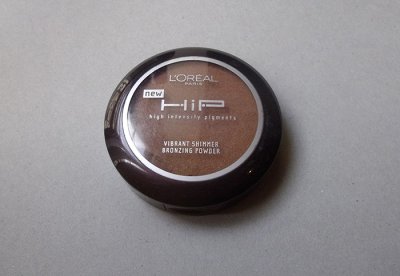 L'ORÉAL
PARIS
new
HiP
high intensity pigments
VIBRANT SHIMMER
BRONZING POWDER